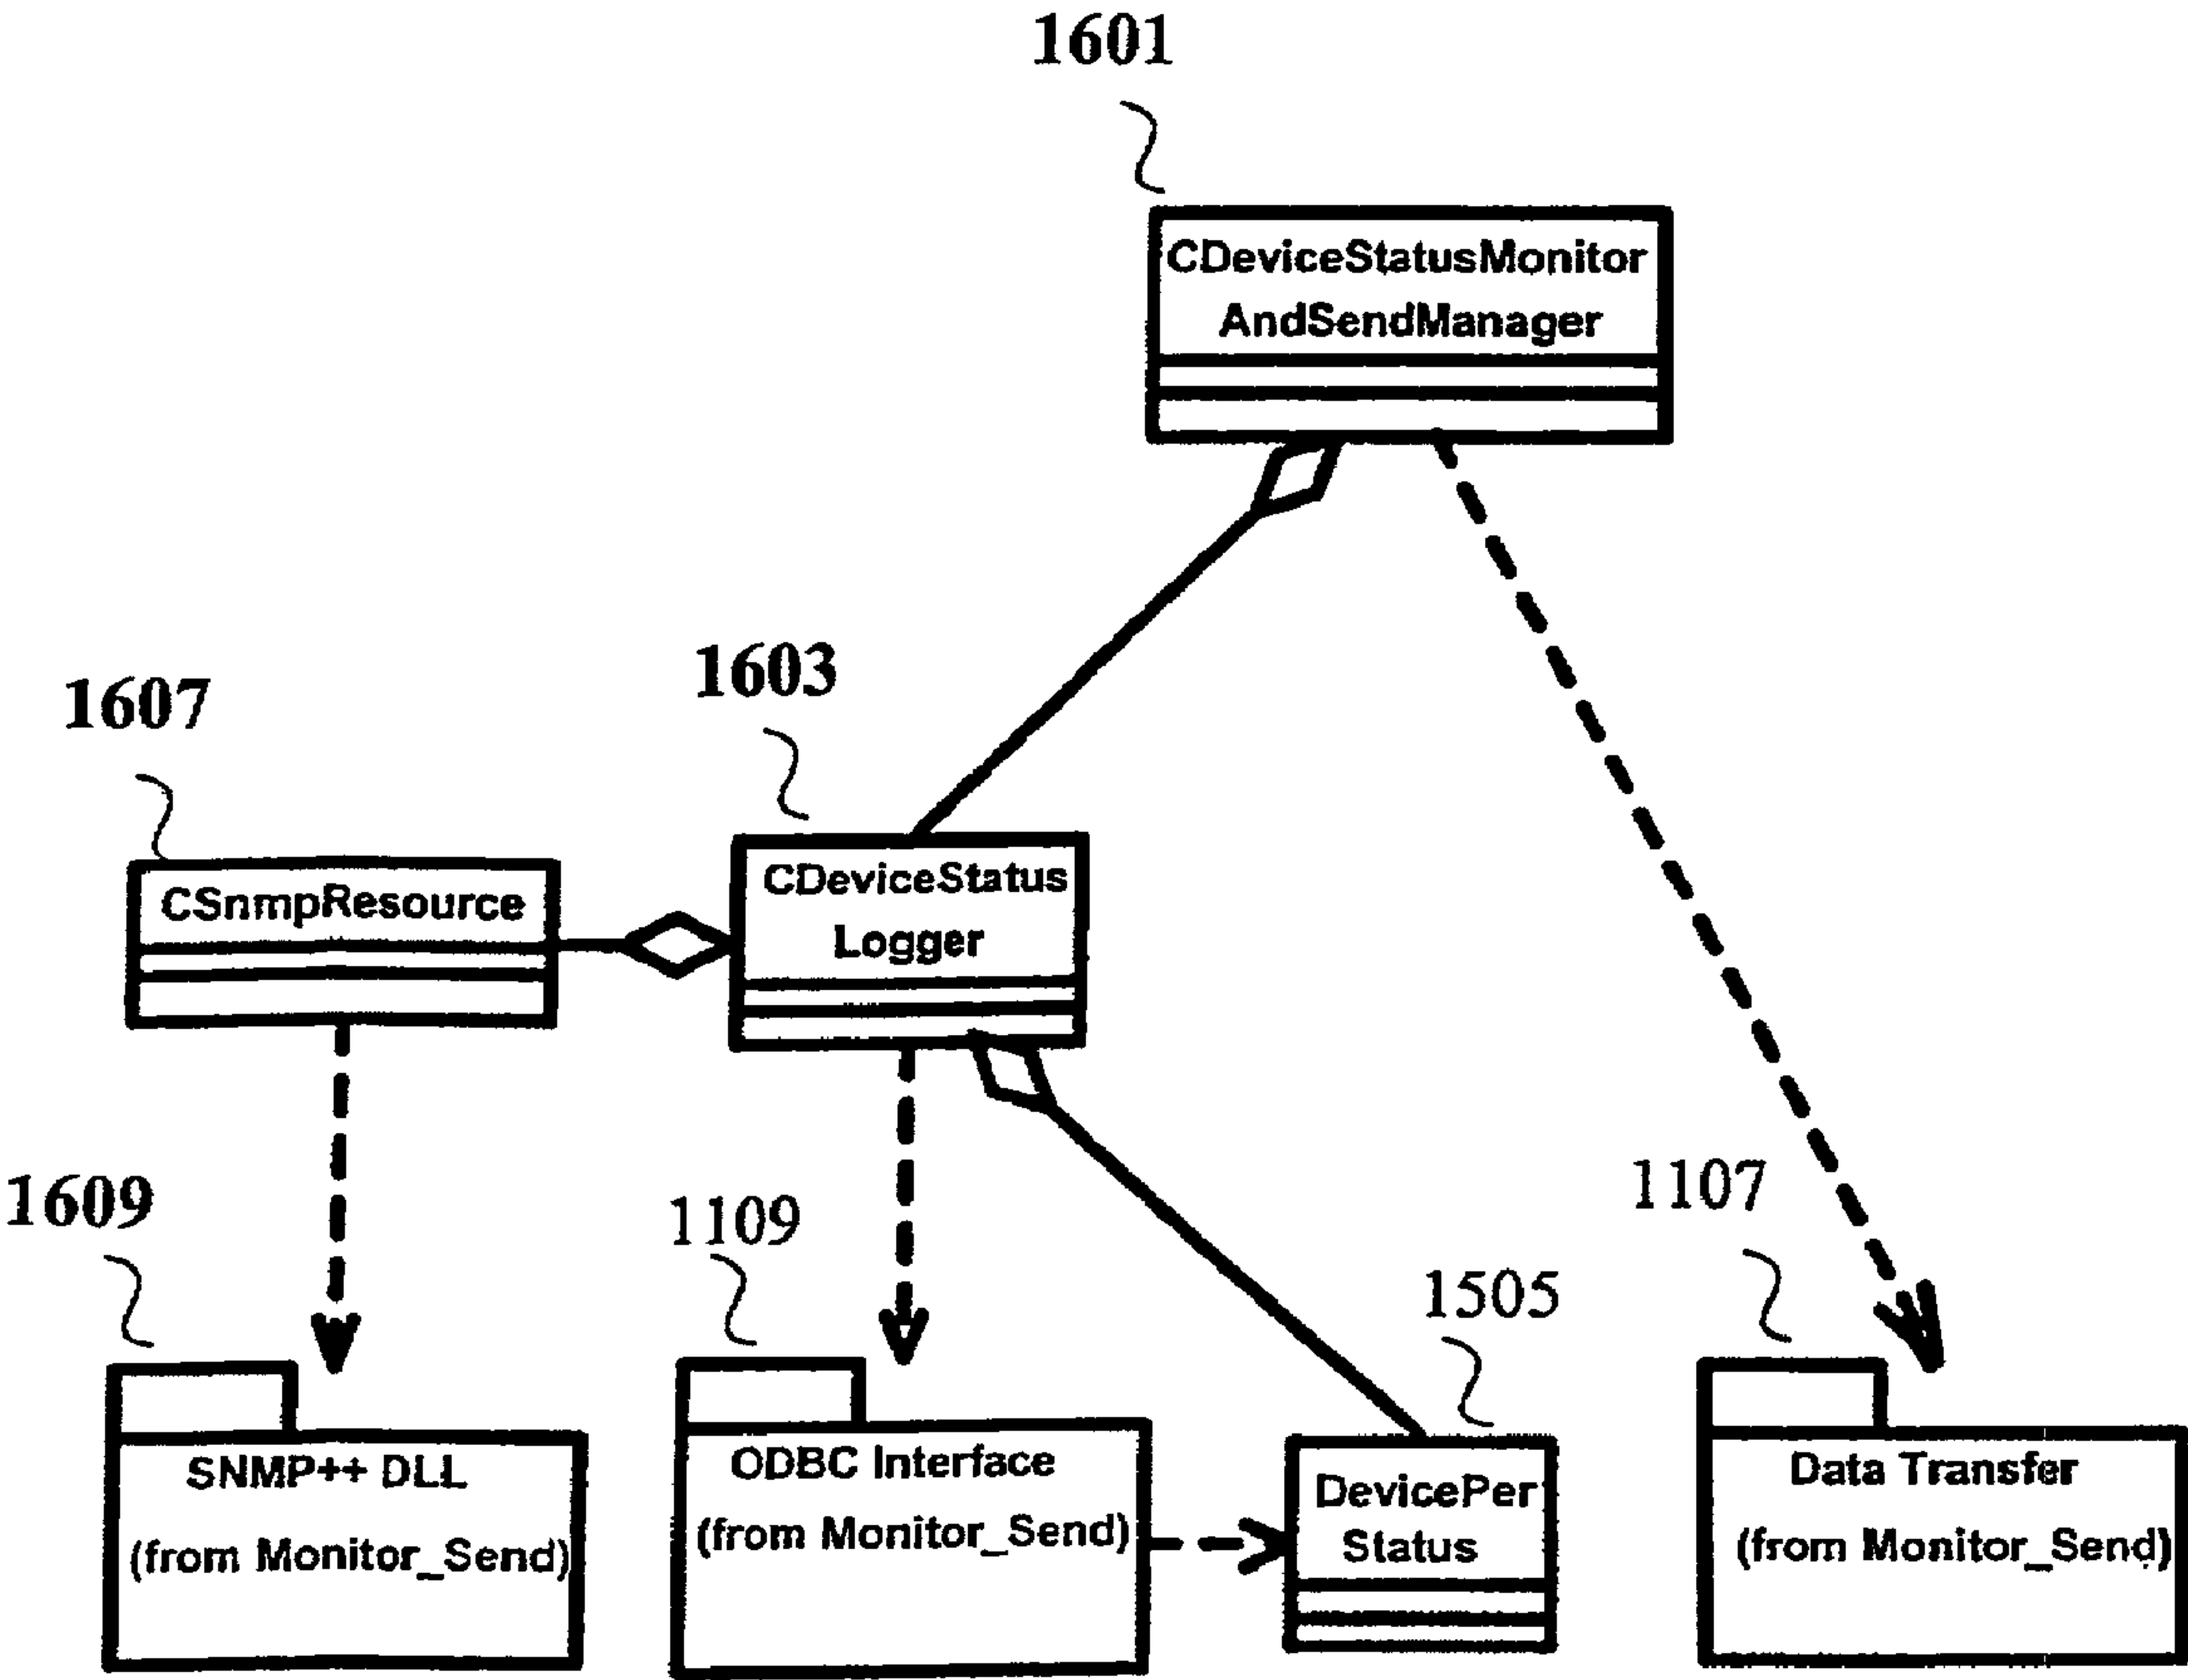 1601
CDeviceStatusMonitor
AndSendManager
1607
1603
CSnmpResource
CDeviceStatus
Logger
1609
1109
1505
1107
SNMP++ DLL
(from Monitor_Send)
ODBC Interface
(from Monitor_Send)
DevicePer
Status
Data Transfer
(from Monitor_Send)